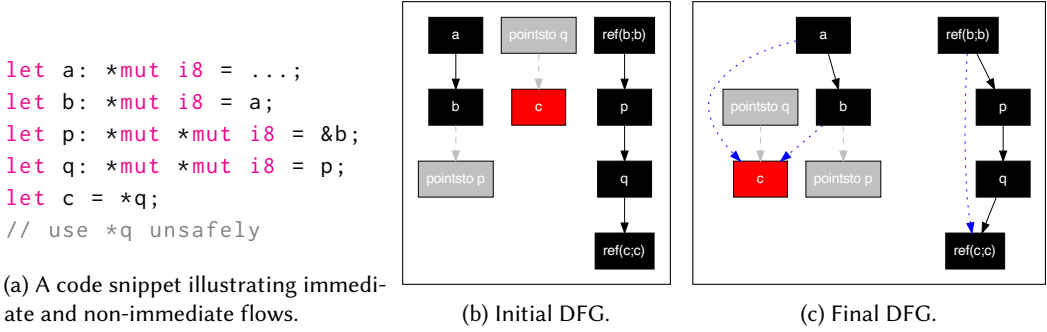 let a: *mut i8 = ...;
let b: *mut i8 = a;
let p: *mut *mut i8 = &b;
let q: *mut *mut i8 = p;
let c = *q;
// use *q unsafely
(a) A code snippet illustrating immedi-
ate and non-immediate flows.
a
pointsto q
ref(b;b)
b
c
p
pointsto p
q
ref(c;c)
(b) Initial DFG.
a
ref(b;b)
pointsto q
b
p
c
pointsto p
q
ref(c;c)
(c) Final DFG.